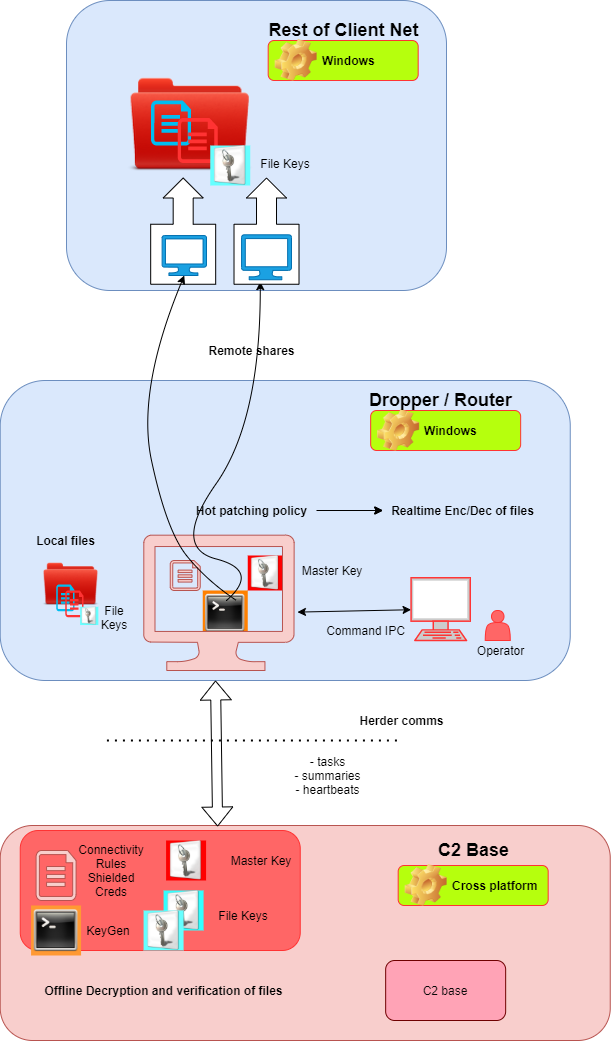 Rest of Client Net
Windows
File Keys
Remote shares
Dropper / Router
Windows
Hot patching policy
Realtime Enc/Dec of files
Local files
Master Key
File
Keys
Command IPC
Operator
Herder comms
- tasks
- summaries
- heartbeats
C2 Base
Connectivity
Rules
Shielded
Creds
Master Key
Cross platform
KeyGen
File Keys
Offline Decryption and verification of files
C2 base